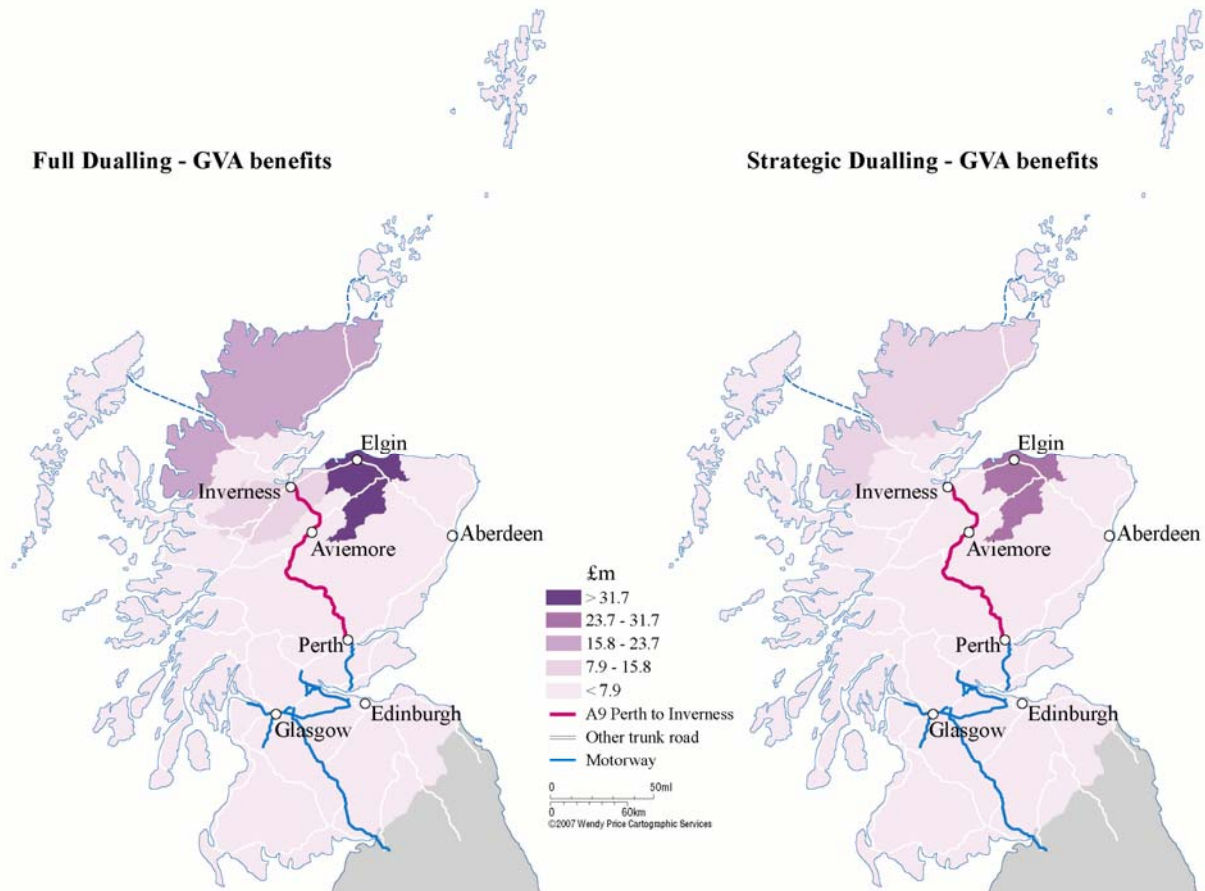 Full Dualling - GVA benefits
Strategic Dualling - GVA benefits
Elgin
Inverness
Aviemore
Aberdeen
Perth
Edinburgh
Glasgow
£m
> 31.7
23.7 - 31.7
15.8 - 23.7
7.9 - 15.8
< 7.9
A9 Perth to Inverness
Other trunk road
Motorway
0 50ml
0 60km
©2007 Wendy Price Cartographic Services
Elgin
Inverness
Aviemore
Aberdeen
Perth
Edinburgh
Glasgow